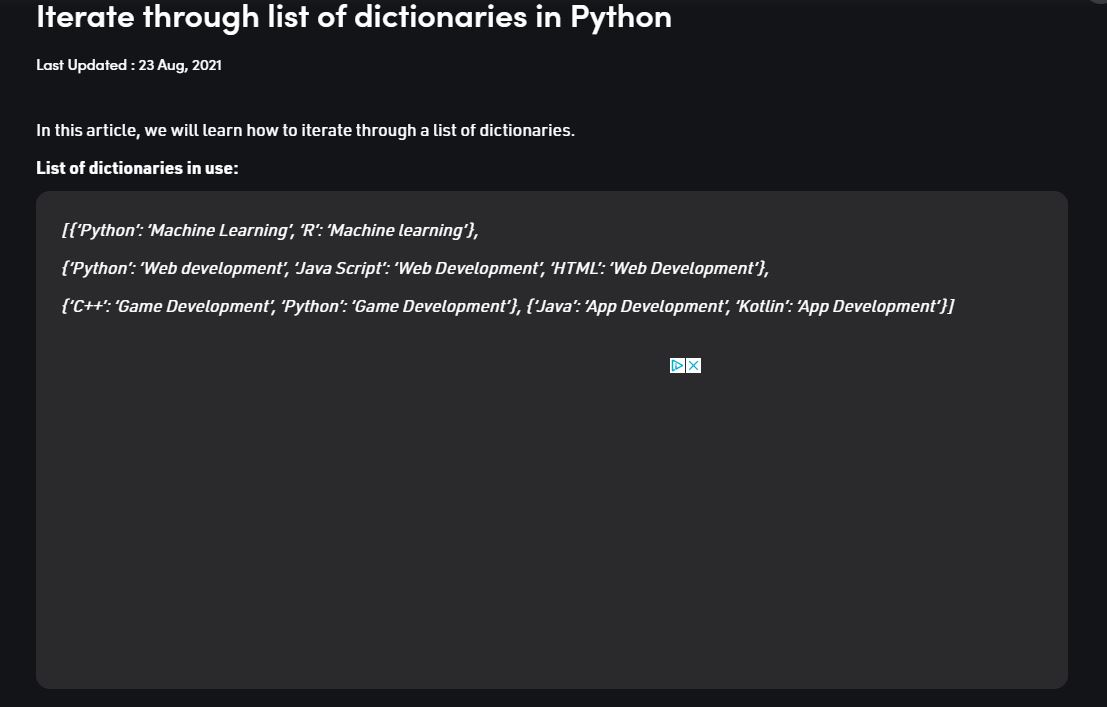 Iterate through list of dictionaries in Python
Last Updated : 23 Aug, 2021
In this article, we will learn how to iterate through a list of dictionaries.
List of dictionaries in use:
[{‘Python’: ‘Machine Learning’, ‘R’: ‘Machine learning’},
{‘Python’: ‘Web development’, ‘Java Script’: ‘Web Development’, ‘HTML’: ‘Web Development’},
{‘C++’: ‘Game Development’, ‘Python’: ‘Game Development’}, {‘Java’: ‘App Development’, ‘Kotlin’: ‘App Development’}]